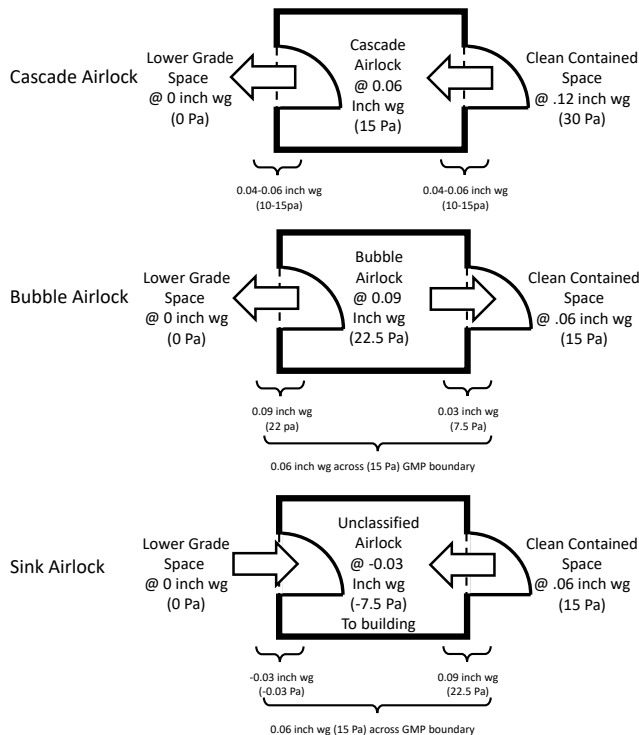 Cascade Airlock
Lower Grade
Space
@ 0 inch wg
(0 Pa)
Cascade
Airlock
@ 0.06
Inch wg
(15 Pa)
Clean Contained
Space
@ .12 inch wg
(30 Pa)
0.04-0.06 inch wg
(10-15pa)
0.04-0.06 inch wg
(10-15pa)
Bubble Airlock
Lower Grade
Space
@ 0 inch wg
(0 Pa)
Bubble
Airlock
@ 0.09
Inch wg
(22.5 Pa)
Clean Contained
Space
@ .06 inch wg
(15 Pa)
0.09 inch wg
(22 pa)
0.03 inch wg
(7.5 Pa)
0.06 inch wg across (15 Pa) GMP boundary
Sink Airlock
Lower Grade
Space
@ 0 inch wg
(0 Pa)
Unclassified
Airlock
@ -0.03
Inch wg
(-7.5 Pa)
To building
Clean Contained
Space
@ .06 inch wg
(15 Pa)
-0.03 inch wg
(-0.03 Pa)
0.09 inch wg
(22.5 Pa)
0.06 inch wg (15 Pa) across GMP boundary